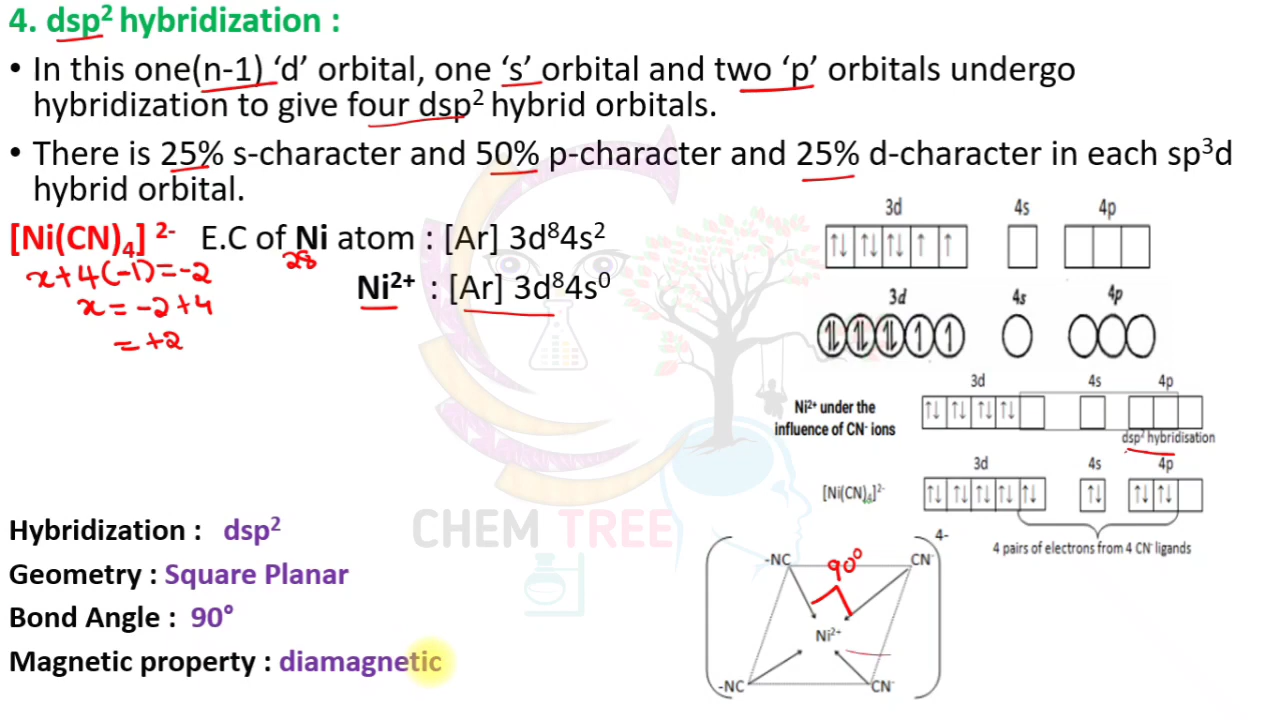 4. dsp² hybridization :
• In this one(n-1) ‘d’ orbital, one ‘s’ orbital and two ‘p’ orbitals undergo
hybridization to give four dsp² hybrid orbitals.
• There is 25% s-character and 50% p-character and 25% d-character in each sp³d
hybrid orbital.
[Ni(CN)₄] ²⁻ E.C of Ni atom : [Ar] 3d⁸4s²
28
x+4(-1)=-2
Ni²⁺ : [Ar] 3d⁸4s⁰
x = -2+4
= +2
3d 4s 4p
↑↓ ↑↓ ↑↓ ↑ ↑
3d 4s 4p
⇅ ⇅ ⇅ ↿ ↿
3d 4s 4p
Ni²⁺ under the
influence of CN⁻ ions
↑↓ ↑↓ ↑↓ ↑↓
dsp² hybridisation
3d 4s 4p
[Ni(CN)₄]²⁻ ↑↓ ↑↓ ↑↓ ↑↓ ↑↓ ↑↓ ↑↓ ↑↓
4 pairs of electrons from 4 CN⁻ ligands
CHEM TREE
Hybridization : dsp²
Geometry : Square Planar
Bond Angle : 90°
Magnetic property : diamagnetic
4-
-NC 90° CN⁻
Ni²⁺
-NC CN⁻